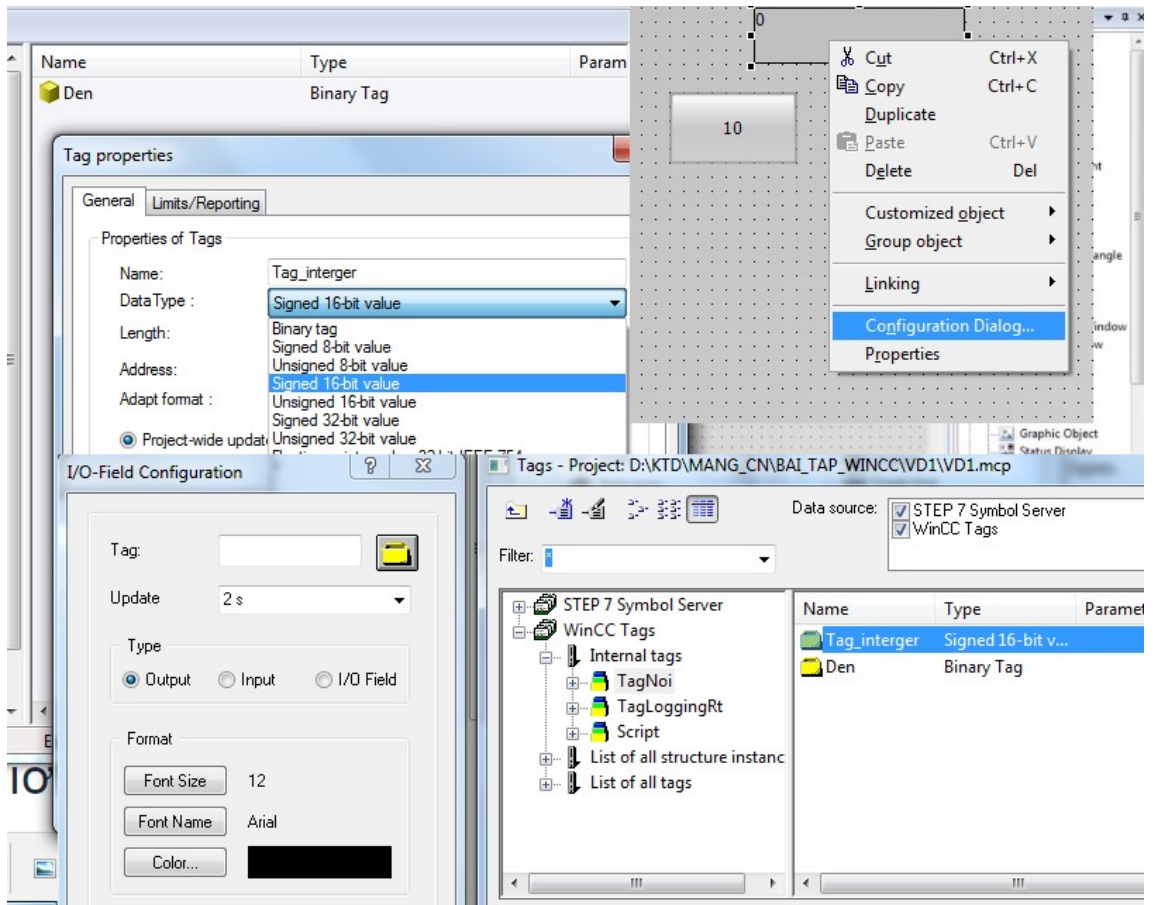 Name Type Param
Den Binary Tag
Tag properties
General Limits/Reporting
Properties of Tags
Name: Tag_interger
DataType : Signed 16-bit value
Length: Binary tag
Signed 8-bit value
Address: Unsigned 8-bit value
Signed 16-bit value
Adapt format : Unsigned 16-bit value
Signed 32-bit value
Project-wide updat Unsigned 32-bit value
0
10
Cut Ctrl+X
Copy Ctrl+C
Duplicate
Paste Ctrl+V
Delete Del
Customized object
Group object
Linking
Configuration Dialog...
Properties
angle
indow
Graphic Object
Status Display
I/O-Field Configuration
Tag:
Update 2 s
Type
Output Input I/O Field
Format
Font Size 12
Font Name Arial
Color...
Tags - Project: D:\KTD\MANG_CN\BAI_TAP_WINCC\VD1\VD1.mcp
Data source: STEP 7 Symbol Server
WinCC Tags
Filter: *
STEP 7 Symbol Server
WinCC Tags
Internal tags
TagNoi
TagLoggingRt
Script
List of all structure instanc
List of all tags
Name Type Paramet
Tag_interger Signed 16-bit v...
Den Binary Tag